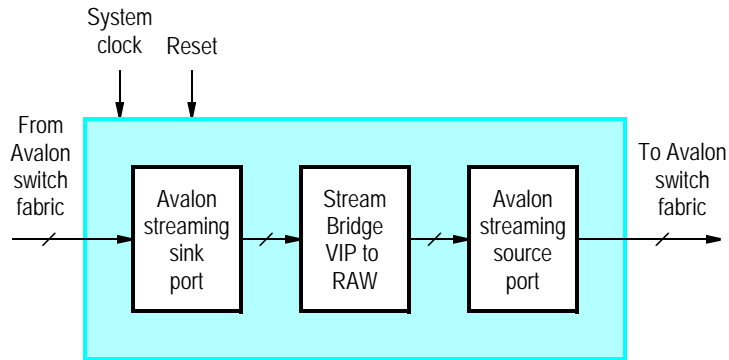 System
clock
Reset
From
Avalon
switch
fabric
Avalon
streaming
sink
port
Stream
Bridge
VIP to
RAW
Avalon
streaming
source
port
To Avalon
switch
fabric